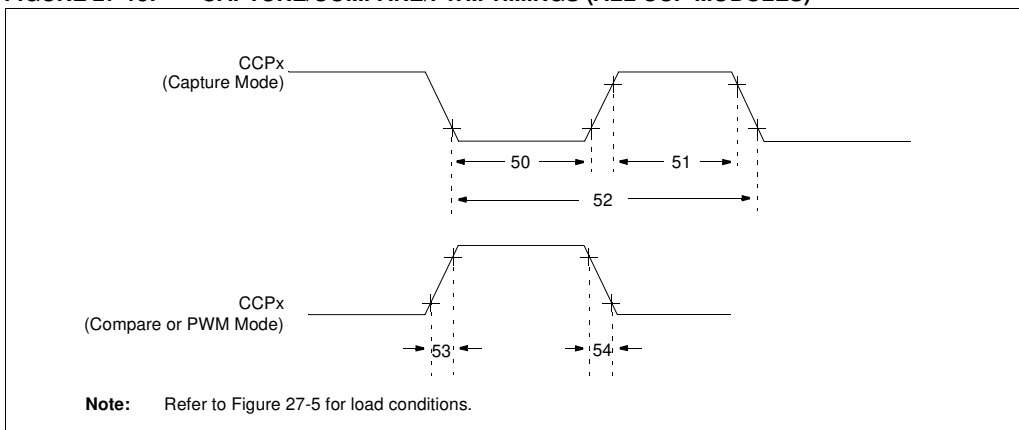 CCPx
(Capture Mode)
50
51
52
CCPx
(Compare or PWM Mode)
53
54
Note: Refer to Figure 27-5 for load conditions.